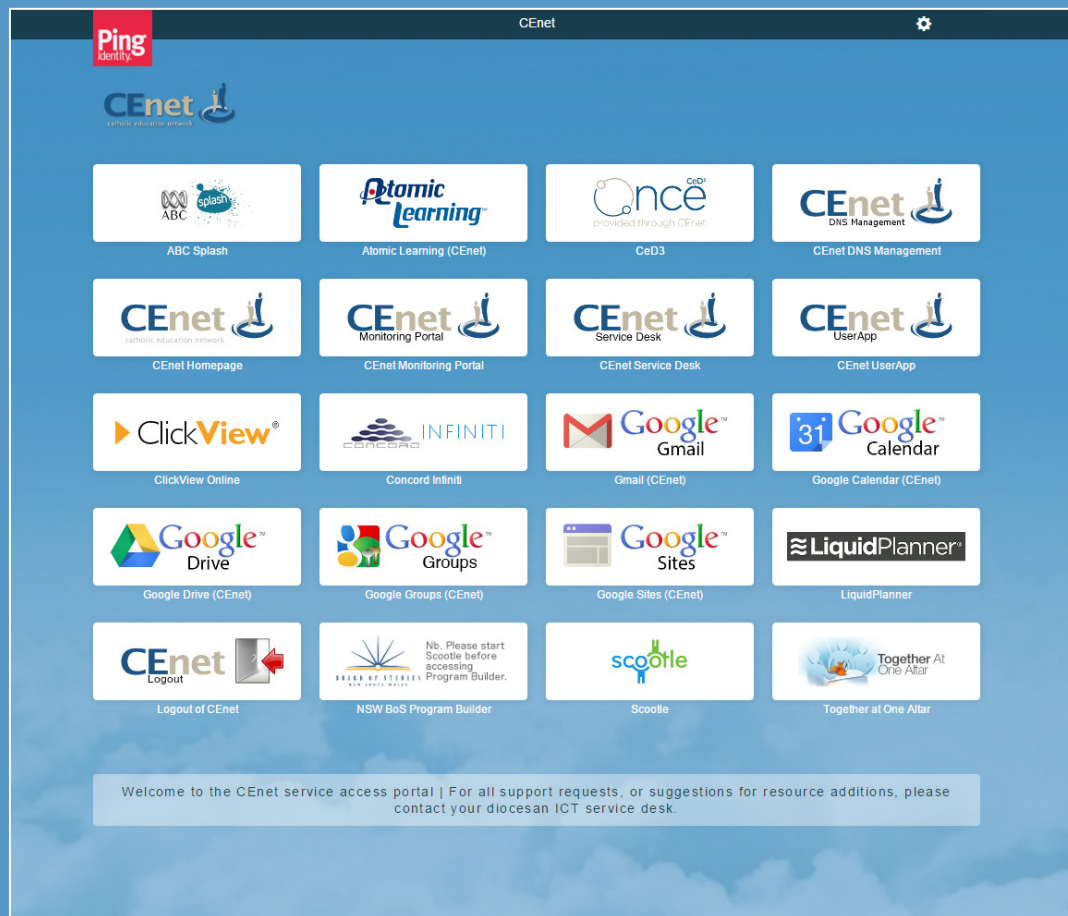 CEnet
Ping
Identity.
CEnet
catholic education network
ABC
splash
Atomic
Learning™
CeD³
Oncë
provided through CEnet
CEnet
DNS Management
ABC Splash
Atomic Learning (CEnet)
CeD3
CEnet DNS Management
CEnet
catholic education network
CEnet
Monitoring Portal
CEnet
Service Desk
CEnet
UserApp
CEnet Homepage
CEnet Monitoring Portal
CEnet Service Desk
CEnet UserApp
ClickView®
CONCORD INFINITI
Google™
Gmail
31
Google™
Calendar
ClickView Online
Concord Infiniti
Gmail (CEnet)
Google Calendar (CEnet)
Google™
Drive
Google™
Groups
Google™
Sites
LiquidPlanner®
Google Drive (CEnet)
Google Groups (CEnet)
Google Sites (CEnet)
LiquidPlanner
CEnet
Logout
BOARD OF STUDIES
NEW SOUTH WALES
Nb. Please start
Scootle before
accessing
Program Builder.
scootle
Together At
One Altar
Logout of CEnet
NSW BoS Program Builder
Scootle
Together at One Altar
Welcome to the CEnet service access portal | For all support requests, or suggestions for resource additions, please
contact your diocesan ICT service desk.